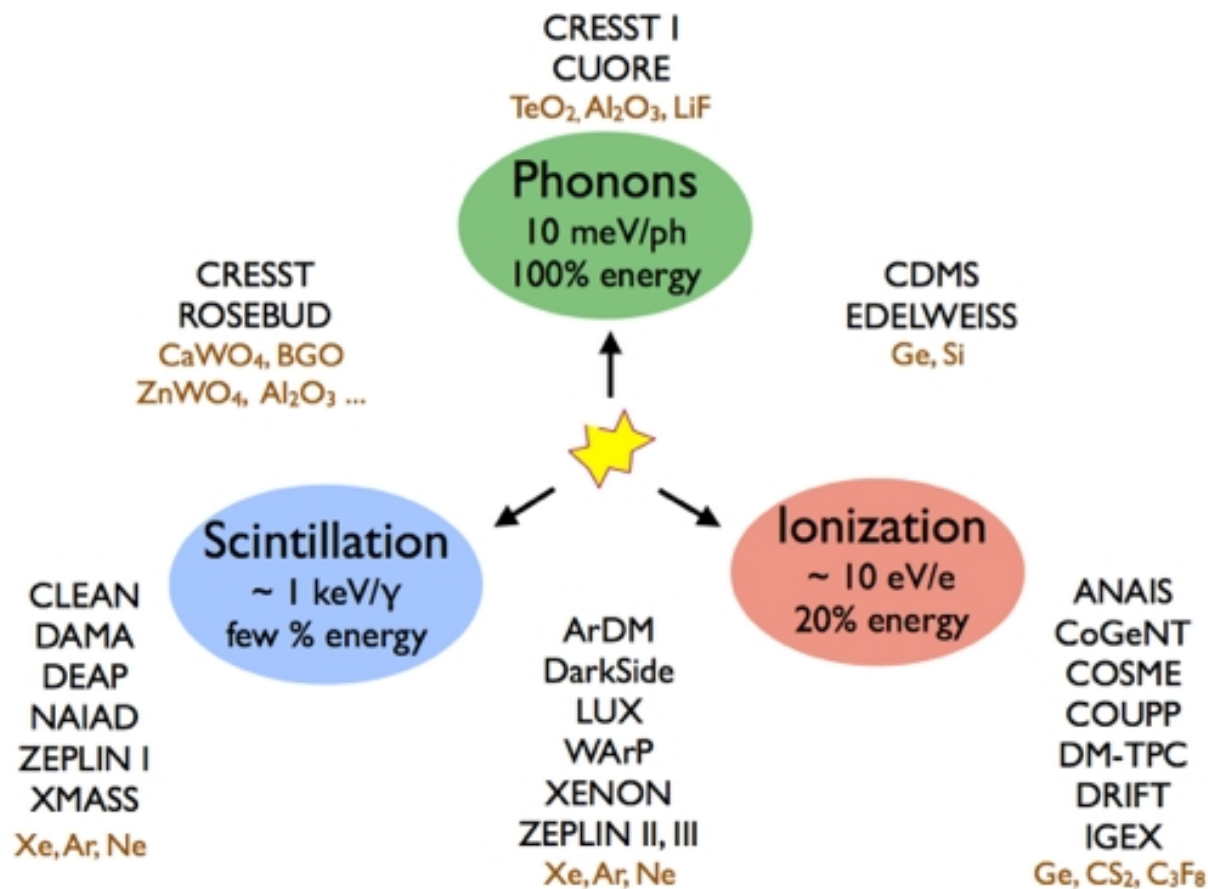 CRESST I
CUORE
TeO₂, Al₂O₃, LiF
Phonons
10 meV/ph
100% energy
CRESST
ROSEBUD
CaWO₄, BGO
ZnWO₄, Al₂O₃ ...
CDMS
EDELWEISS
Ge, Si
Scintillation
~ 1 keV/γ
few % energy
Ionization
~ 10 eV/e
20% energy
CLEAN
DAMA
DEAP
NAIAD
ZEPLIN I
XMASS
Xe, Ar, Ne
ArDM
DarkSide
LUX
WArP
XENON
ZEPLIN II, III
Xe, Ar, Ne
ANAIS
CoGeNT
COSME
COUPP
DM-TPC
DRIFT
IGEX
Ge, CS₂, C₃F₈